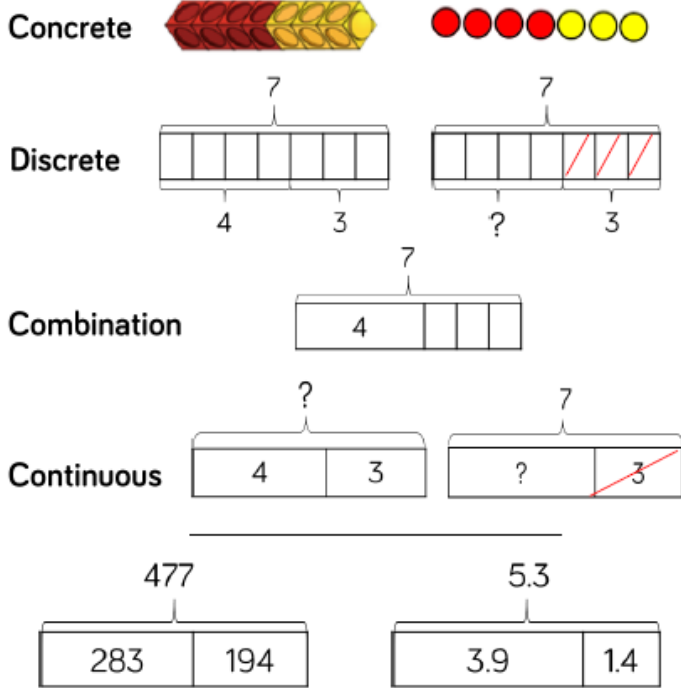 Concrete
7 7
Discrete
4 3 ? 3
7
Combination
4
? 7
Continuous
4 3 ? 3
477 5.3
283 194 3.9 1.4